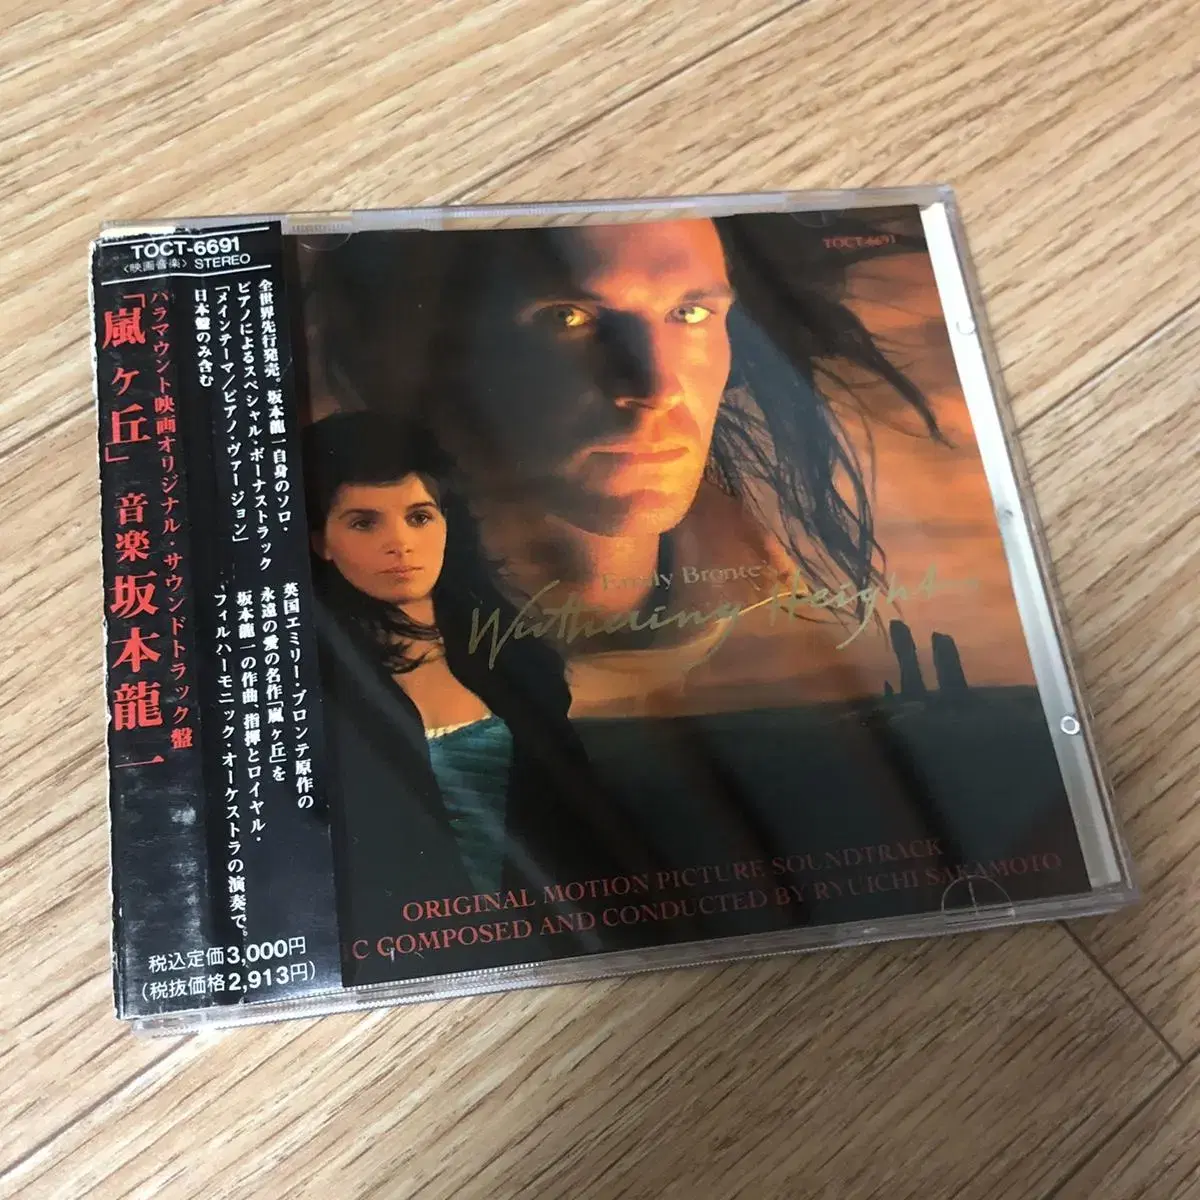 TOCT-6691
〈映画音楽〉 STEREO
パラマウント映画オリジナル・サウンドトラック盤
「嵐ヶ丘」 音楽 坂本龍一
全世界先行発売。坂本龍一自身のソロ・
ピアノによるスペシャル・ボーナストラック
「メインテーマ/ピアノ・ヴァージョン」
日本盤のみ含む
英国エミリー・ブロンテ原作の
永遠の愛の名作「嵐ヶ丘」を
坂本龍一の作曲、指揮とロイヤル・
フィルハーモニック・オーケストラの演奏で。
税込定価3,000円
(税抜価格2,913円)
TOCT-6691
Emily Brontë's
Wuthering Heights
ORIGINAL MOTION PICTURE SOUNDTRACK
C COMPOSED AND CONDUCTED BY RYUICHI SAKAMOTO